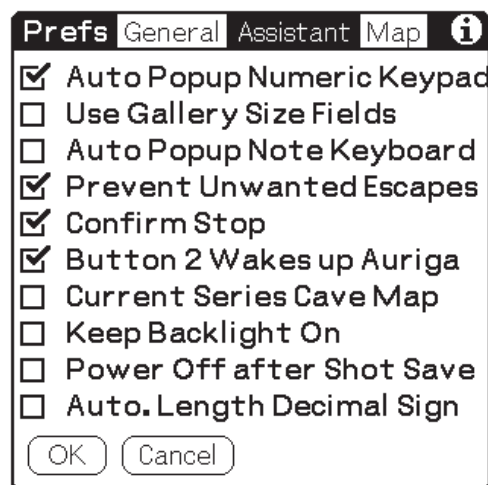 Prefs General Assistant Map i
Auto Popup Numeric Keypad
Use Gallery Size Fields
Auto Popup Note Keyboard
Prevent Unwanted Escapes
Confirm Stop
Button 2 Wakes up Auriga
Current Series Cave Map
Keep Backlight On
Power Off after Shot Save
Auto. Length Decimal Sign
OK Cancel